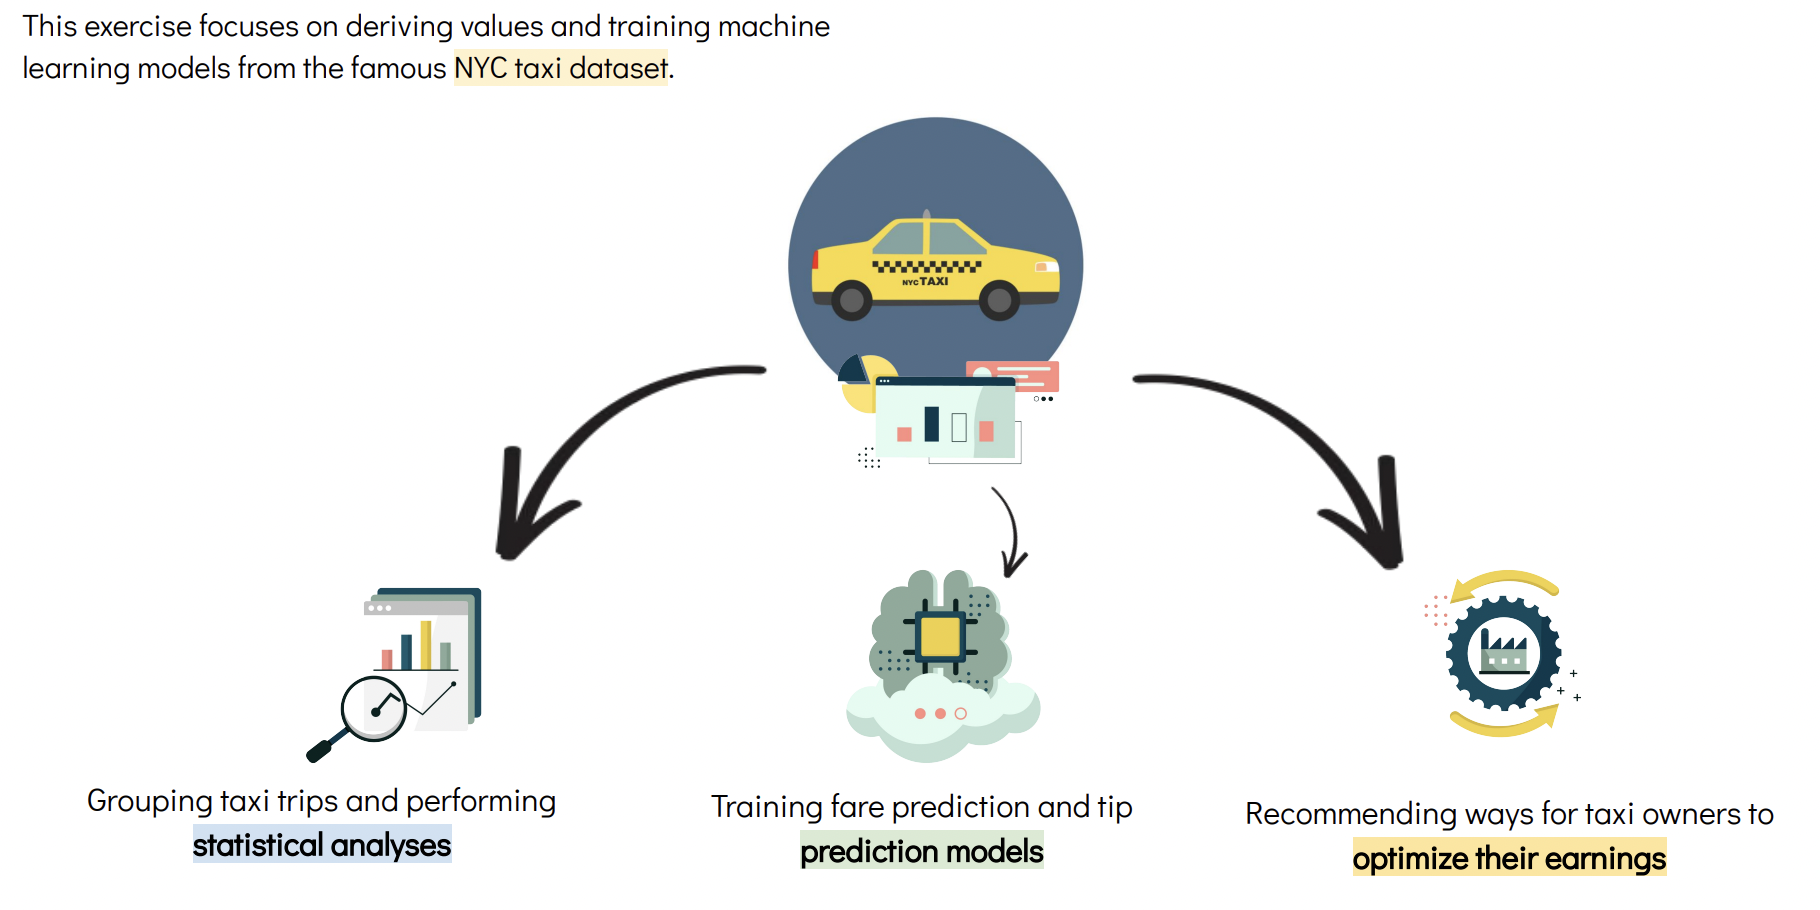 This exercise focuses on deriving values and training machine
learning models from the famous NYC taxi dataset.
NYC TAXI
Grouping taxi trips and performing
statistical analyses
Training fare prediction and tip
prediction models
Recommending ways for taxi owners to
optimize their earnings